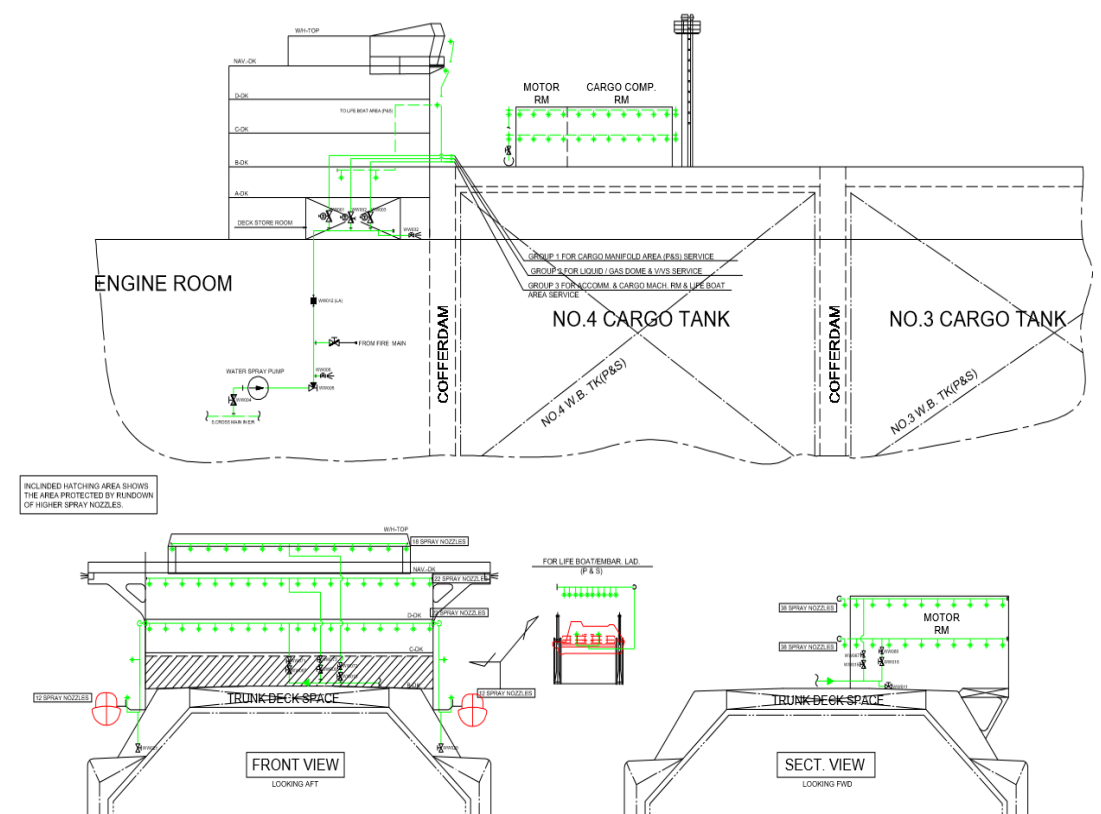 W/H-TOP
NAV.-DK
D-DK
C-DK
B-DK
A-DK
TO LIFE BOAT AREA (P&S)
MOTOR
RM
CARGO COMP.
RM
DECK STORE ROOM
WW032
GROUP 1 FOR CARGO MANIFOLD AREA (P&S) SERVICE
GROUP 2 FOR LIQUID / GAS DOME & V/VS SERVICE
GROUP 3 FOR ACCOMM. & CARGO MACH. RM & LIFE BOAT
AREA SERVICE
ENGINE ROOM
COFFERDAM
NO.4 CARGO TANK
COFFERDAM
NO.3 CARGO TANK
NO.4 W.B. TK(P&S)
NO.3 W.B. TK(P&S)
FROM FIRE MAIN
WATER SPRAY PUMP
INCLINDED HATCHING AREA SHOWS
THE AREA PROTECTED BY RUNDOWN
OF HIGHER SPRAY NOZZLES.
W/H-TOP
18 SPRAY NOZZLES
NAV.-DK
22 SPRAY NOZZLES
D-DK
SPRAY NOZZLES
C-DK
B-DK
12 SPRAY NOZZLES
12 SPRAY NOZZLES
TRUNK DECK SPACE
FRONT VIEW
LOOKING AFT
FOR LIFE BOAT/EMBAR. LAD.
(P & S)
38 SPRAY NOZZLES
38 SPRAY NOZZLES
MOTOR
RM
TRUNK DECK SPACE
SECT. VIEW
LOOKING FWD